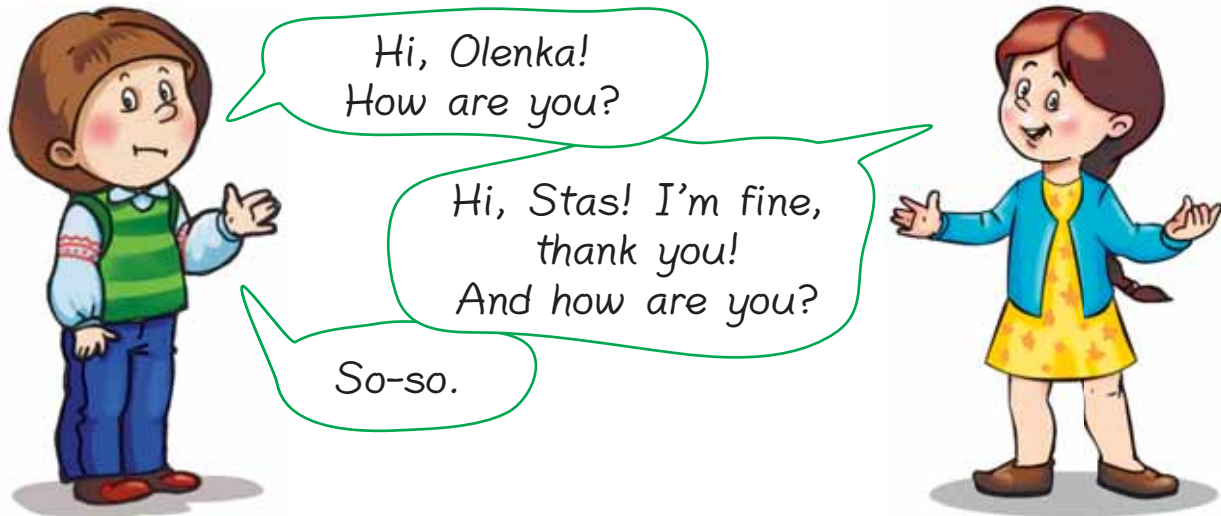 Hi, Olenka!
How are you?
Hi, Stas! I'm fine,
thank you!
And how are you?
So-so.